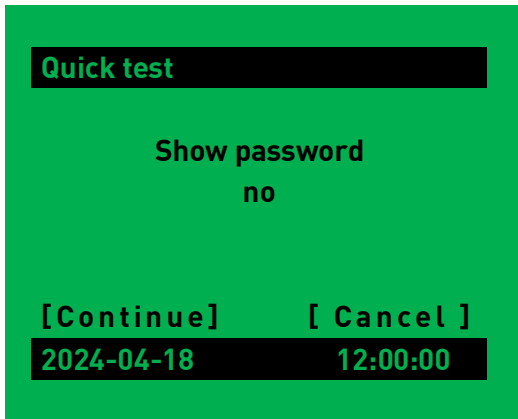 Quick test
Show password
no
[Continue] [ Cancel ]
2024-04-18 12:00:00